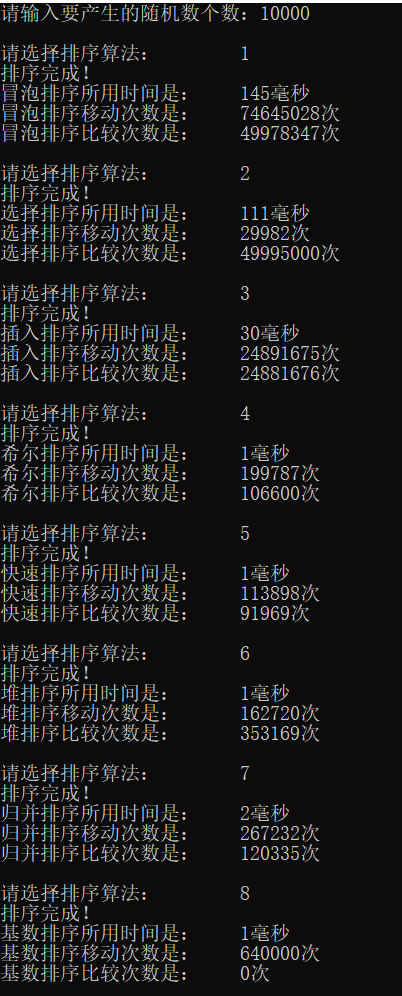 请输入要产生的随机数个数：10000
请选择排序算法：	1
排序完成！
冒泡排序所用时间是：	145毫秒
冒泡排序移动次数是：	74645028次
冒泡排序比较次数是：	49978347次
请选择排序算法：	2
排序完成！
选择排序所用时间是：	111毫秒
选择排序移动次数是：	29982次
选择排序比较次数是：	49995000次
请选择排序算法：	3
排序完成！
插入排序所用时间是：	30毫秒
插入排序移动次数是：	24891675次
插入排序比较次数是：	24881676次
请选择排序算法：	4
排序完成！
希尔排序所用时间是：	1毫秒
希尔排序移动次数是：	199787次
希尔排序比较次数是：	106600次
请选择排序算法：	5
排序完成！
快速排序所用时间是：	1毫秒
快速排序移动次数是：	113898次
快速排序比较次数是：	91969次
请选择排序算法：	6
排序完成！
堆排序所用时间是：	1毫秒
堆排序移动次数是：	162720次
堆排序比较次数是：	353169次
请选择排序算法：	7
排序完成！
归并排序所用时间是：	2毫秒
归并排序移动次数是：	267232次
归并排序比较次数是：	120335次
请选择排序算法：	8
排序完成！
基数排序所用时间是：	1毫秒
基数排序移动次数是：	640000次
基数排序比较次数是：	0次